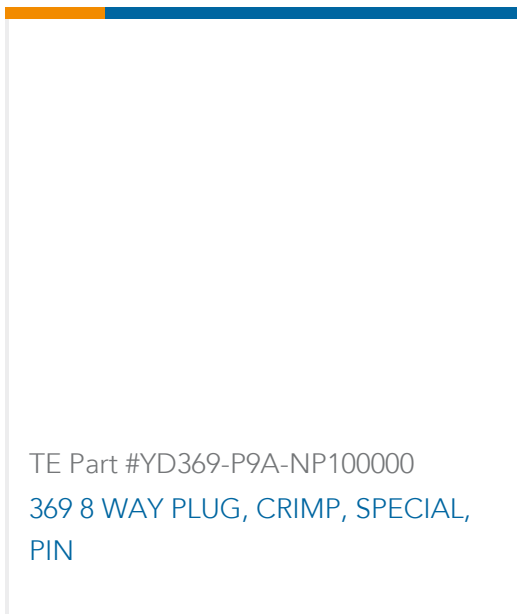 TE Part #YD369-P9A-NP100000
369 8 WAY PLUG, CRIMP, SPECIAL,
PIN